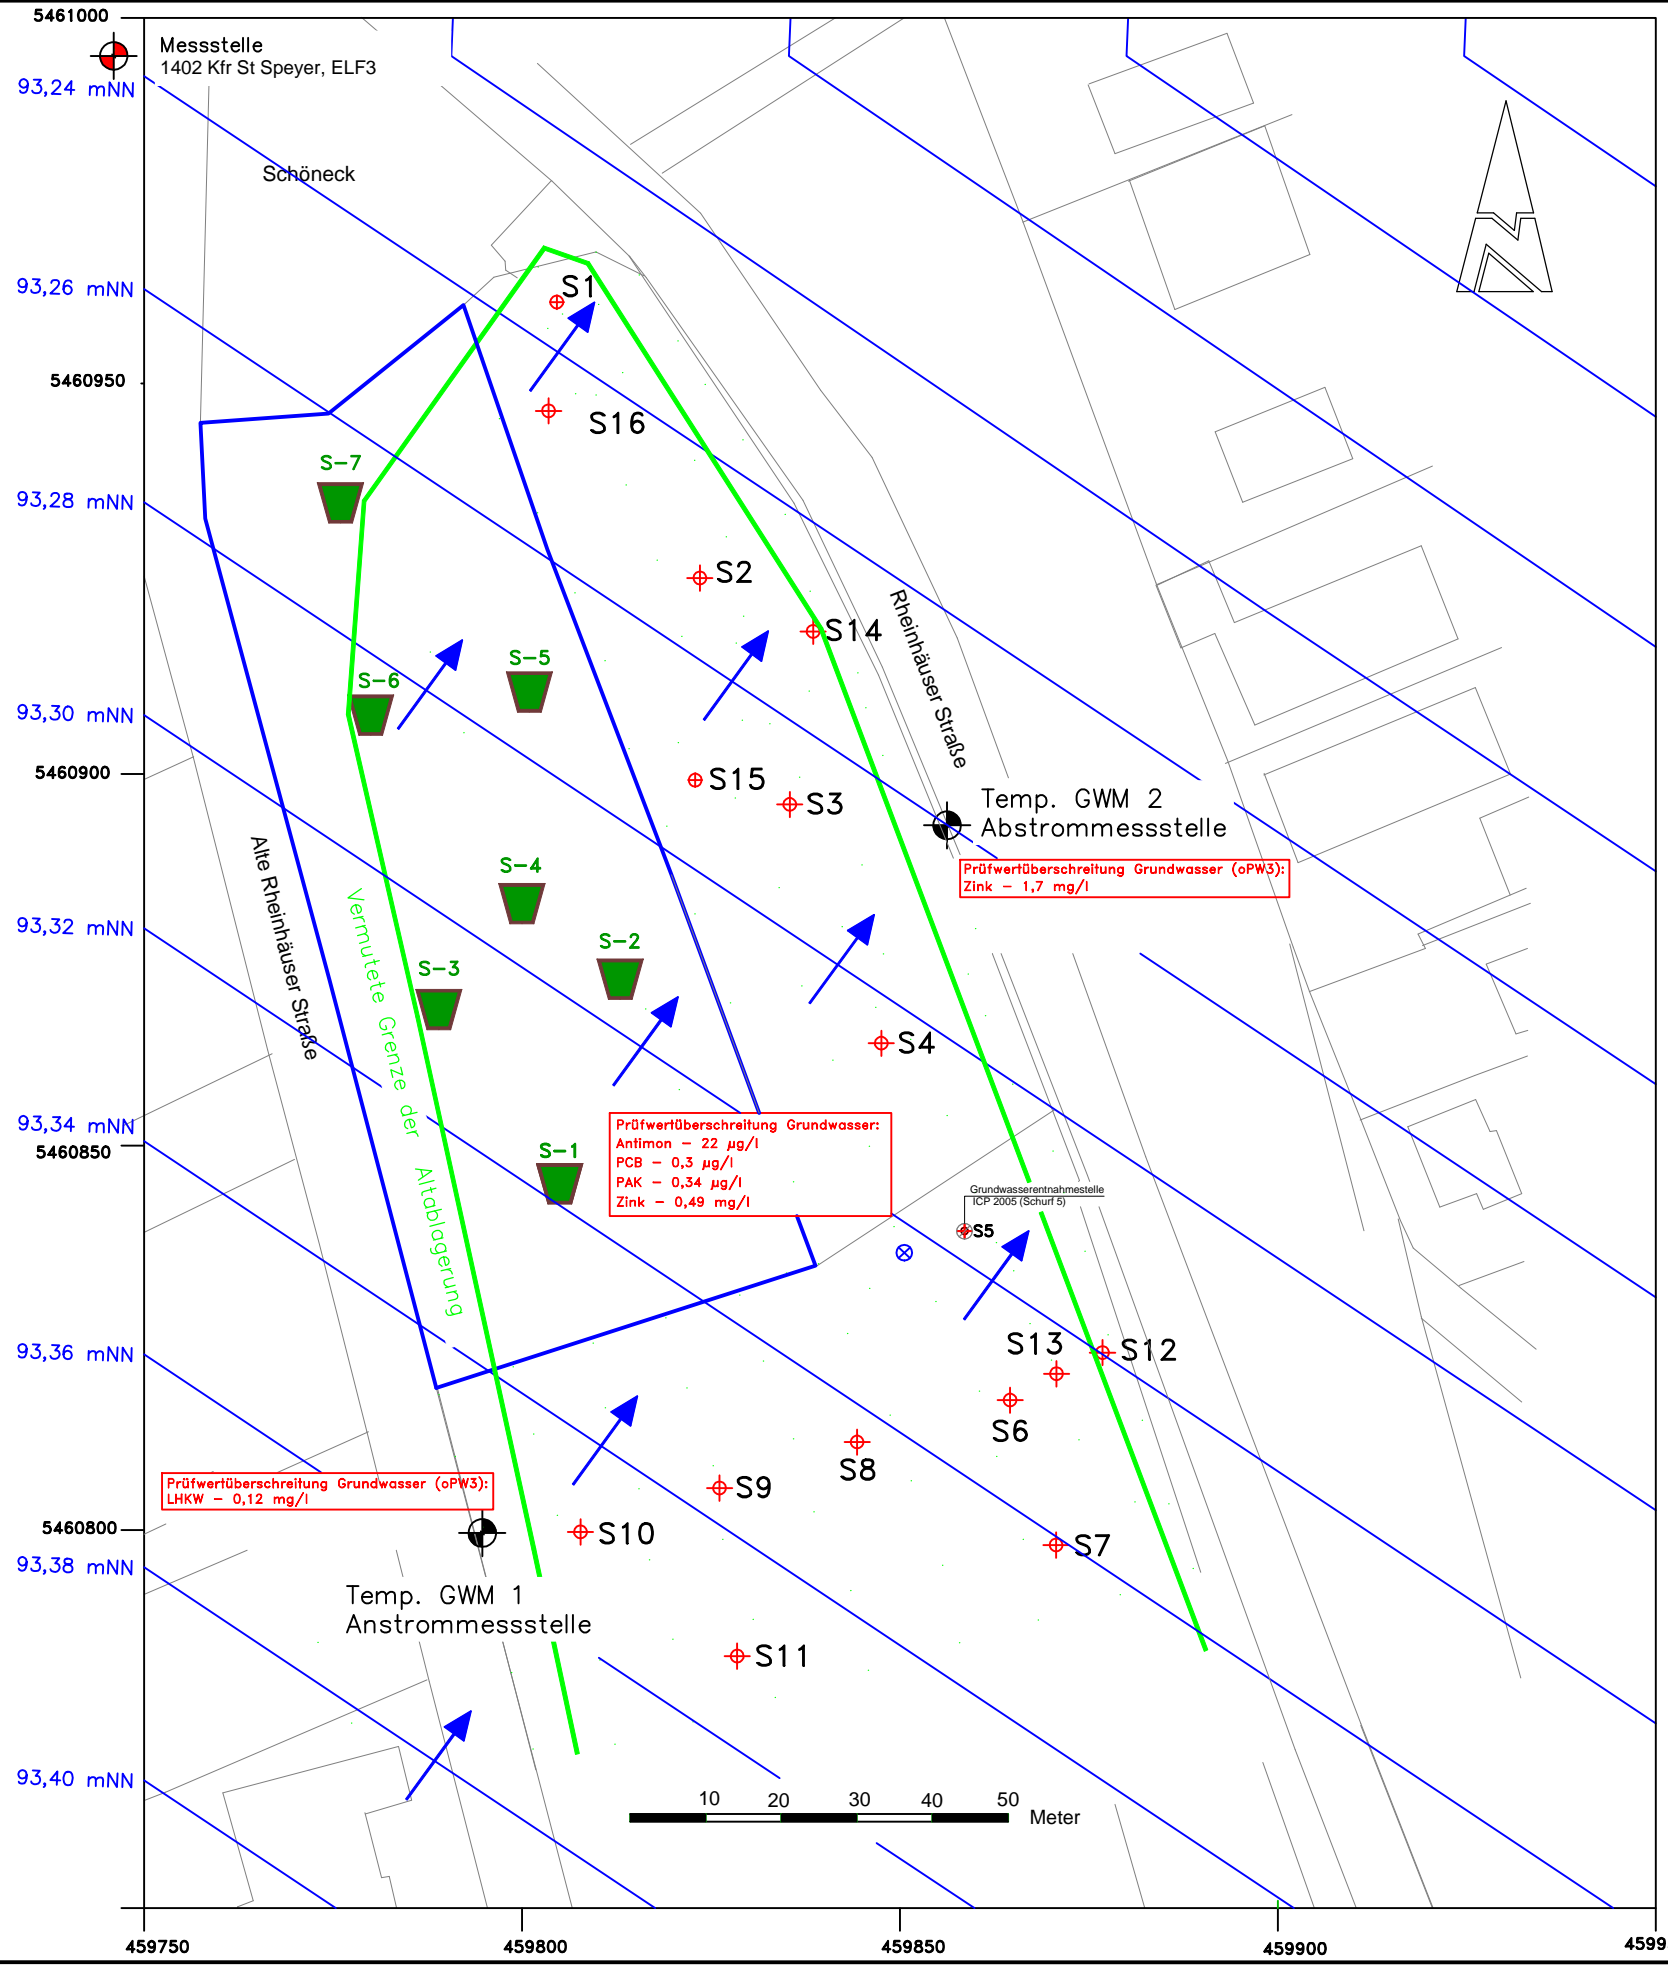 5461000
Messstelle
1402 Kfr St Speyer, ELF3
93,24 mNN
Schöneck
93,26 mNN
S1
5460950
S16
S-7
93,28 mNN
S2
S14
Rheinhäuser Straße
S-5
S-6
93,30 mNN
5460900
S15
S3
Temp. GWM 2
Abstrommessstelle
Prüfwertüberschreitung Grundwasser (oPW3):
Zink - 1,7 mg/l
Alte Rheinhäuser Straße
S-4
Vermutete Grenze der Altablagerung
93,32 mNN
S-2
S-3
S4
93,34 mNN
5460850
Prüfwertüberschreitung Grundwasser:
Antimon - 22 µg/l
PCB - 0,3 µg/l
PAK - 0,34 µg/l
Zink - 0,49 mg/l
S-1
Grundwasserentnahmestelle
ICP 2005 (Schurf 5)
S5
93,36 mNN
S13
S12
S6
S8
Prüfwertüberschreitung Grundwasser (oPW3):
LHKW - 0,12 mg/l
S9
5460800
S10
S7
93,38 mNN
Temp. GWM 1
Anstrommessstelle
S11
93,40 mNN
10 20 30 40 50
Meter
459750 459800 459850 459900 4599